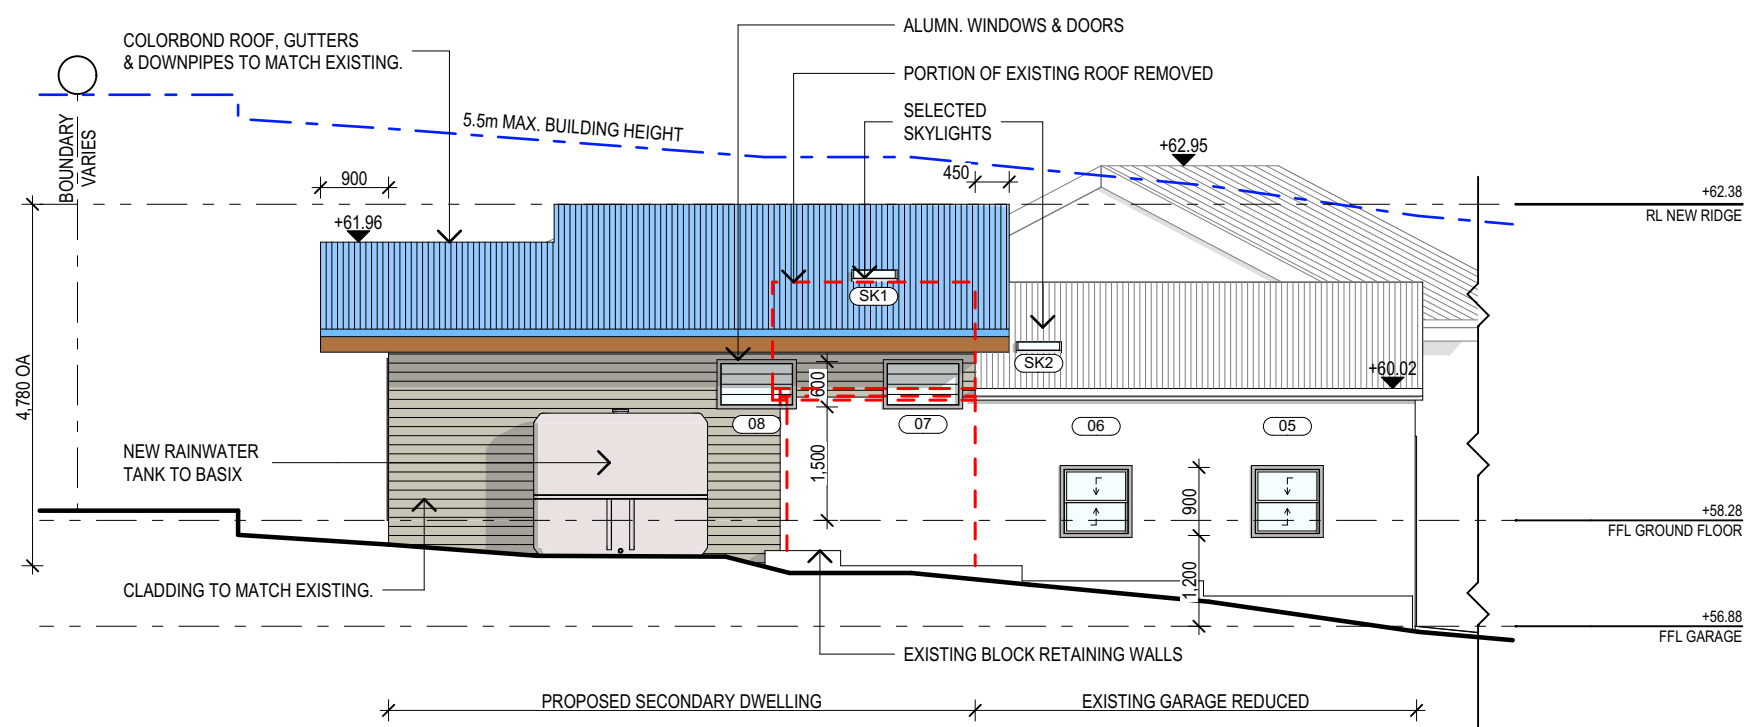 ALUMN. WINDOWS & DOORS
COLORBOND ROOF, GUTTERS
& DOWNPIPES TO MATCH EXISTING.
PORTION OF EXISTING ROOF REMOVED
SELECTED
SKYLIGHTS
5.5m MAX. BUILDING HEIGHT
BOUNDARY
VARIES
+62.95
900
450
+62.38
RL NEW RIDGE
+61.96
SK1
SK2
+60.02
600
4,780 OA
08
07
06
05
NEW RAINWATER
TANK TO BASIX
1,500
900
+58.28
FFL GROUND FLOOR
CLADDING TO MATCH EXISTING.
1,200
+56.88
FFL GARAGE
EXISTING BLOCK RETAINING WALLS
PROPOSED SECONDARY DWELLING
EXISTING GARAGE REDUCED